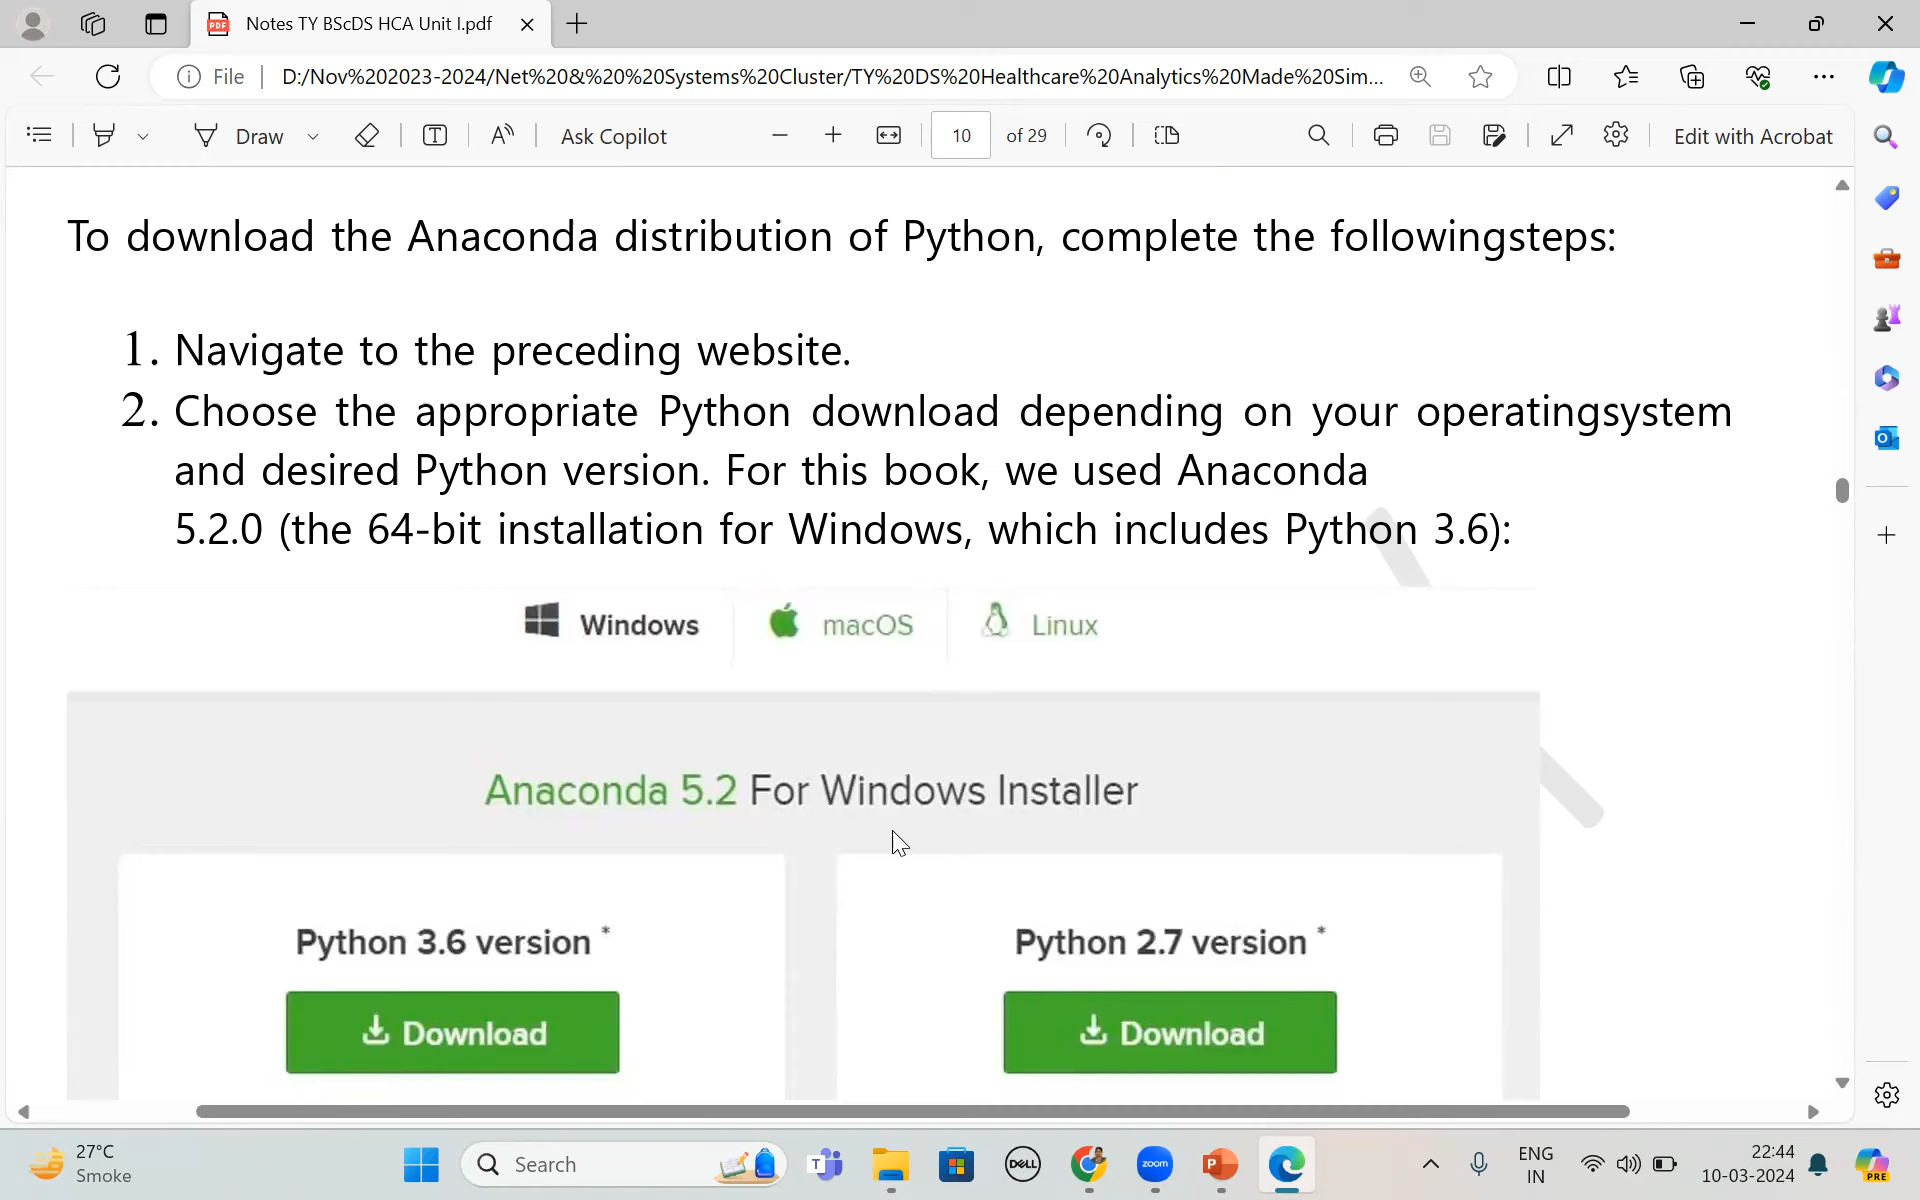 Notes TY BScDS HCA Unit I.pdf
File
D:/Nov%202023-2024/Net%20&%20%20Systems%20Cluster/TY%20DS%20Healthcare%20Analytics%20Made%20Sim...
Draw
Ask Copilot
10 of 29
Edit with Acrobat
To download the Anaconda distribution of Python, complete the followingsteps:
1. Navigate to the preceding website.
2. Choose the appropriate Python download depending on your operatingsystem
and desired Python version. For this book, we used Anaconda
5.2.0 (the 64-bit installation for Windows, which includes Python 3.6):
Windows macOS Linux
Anaconda 5.2 For Windows Installer
Python 3.6 version * Python 2.7 version *
Download Download
27°C
Smoke
Search
DELL
zoom
ENG
IN
22:44
10-03-2024
PRE